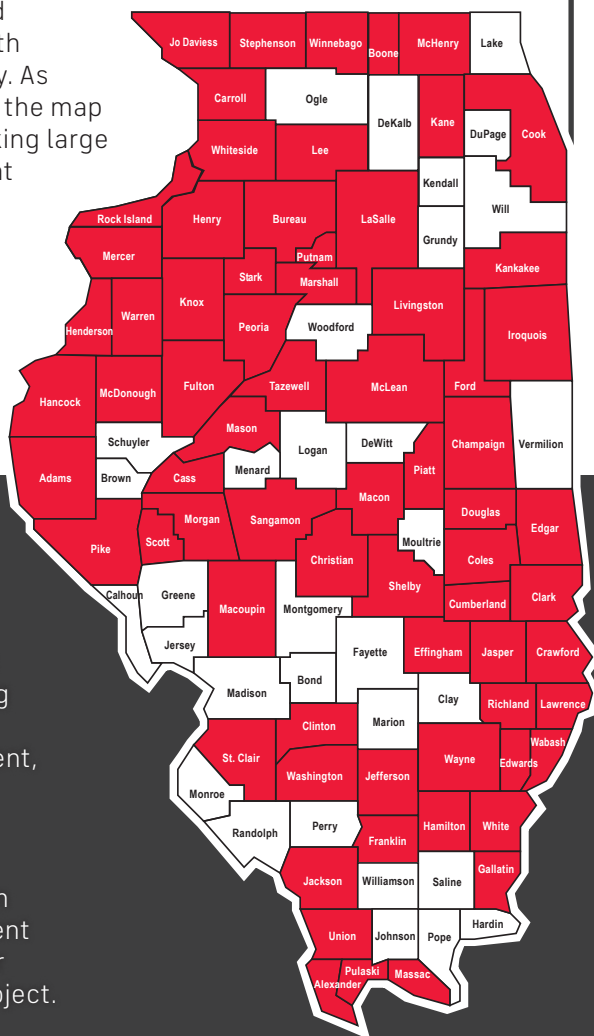 d
th
y. As
the map
king large
nt
Jo Daviess
Stephenson
Winnebago
Boone
McHenry
Lake
Carroll
Ogle
DeKalb
Kane
DuPage
Cook
Whiteside
Lee
Kendall
Will
Rock Island
Henry
Bureau
LaSalle
Grundy
Mercer
Putnam
Kankakee
Stark
Marshall
Henderson
Warren
Knox
Peoria
Woodford
Livingston
Iroquois
Hancock
McDonough
Fulton
Tazewell
McLean
Ford
Schuyler
Mason
Logan
DeWitt
Champaign
Vermilion
Adams
Brown
Cass
Menard
Piatt
Macon
Pike
Scott
Morgan
Sangamon
Moultrie
Douglas
Edgar
Christian
Coles
Calhoun
Greene
Macoupin
Montgomery
Shelby
Cumberland
Clark
Jersey
Fayette
Effingham
Jasper
Crawford
g
Madison
Bond
Marion
Clay
Richland
Lawrence
ent,
St. Clair
Clinton
Wayne
Edwards
Wabash
Washington
Jefferson
Monroe
Randolph
Perry
Franklin
Hamilton
White
Jackson
Williamson
Saline
Gallatin
n
ent
r
oject.
Union
Johnson
Pope
Hardin
Alexander
Pulaski
Massac